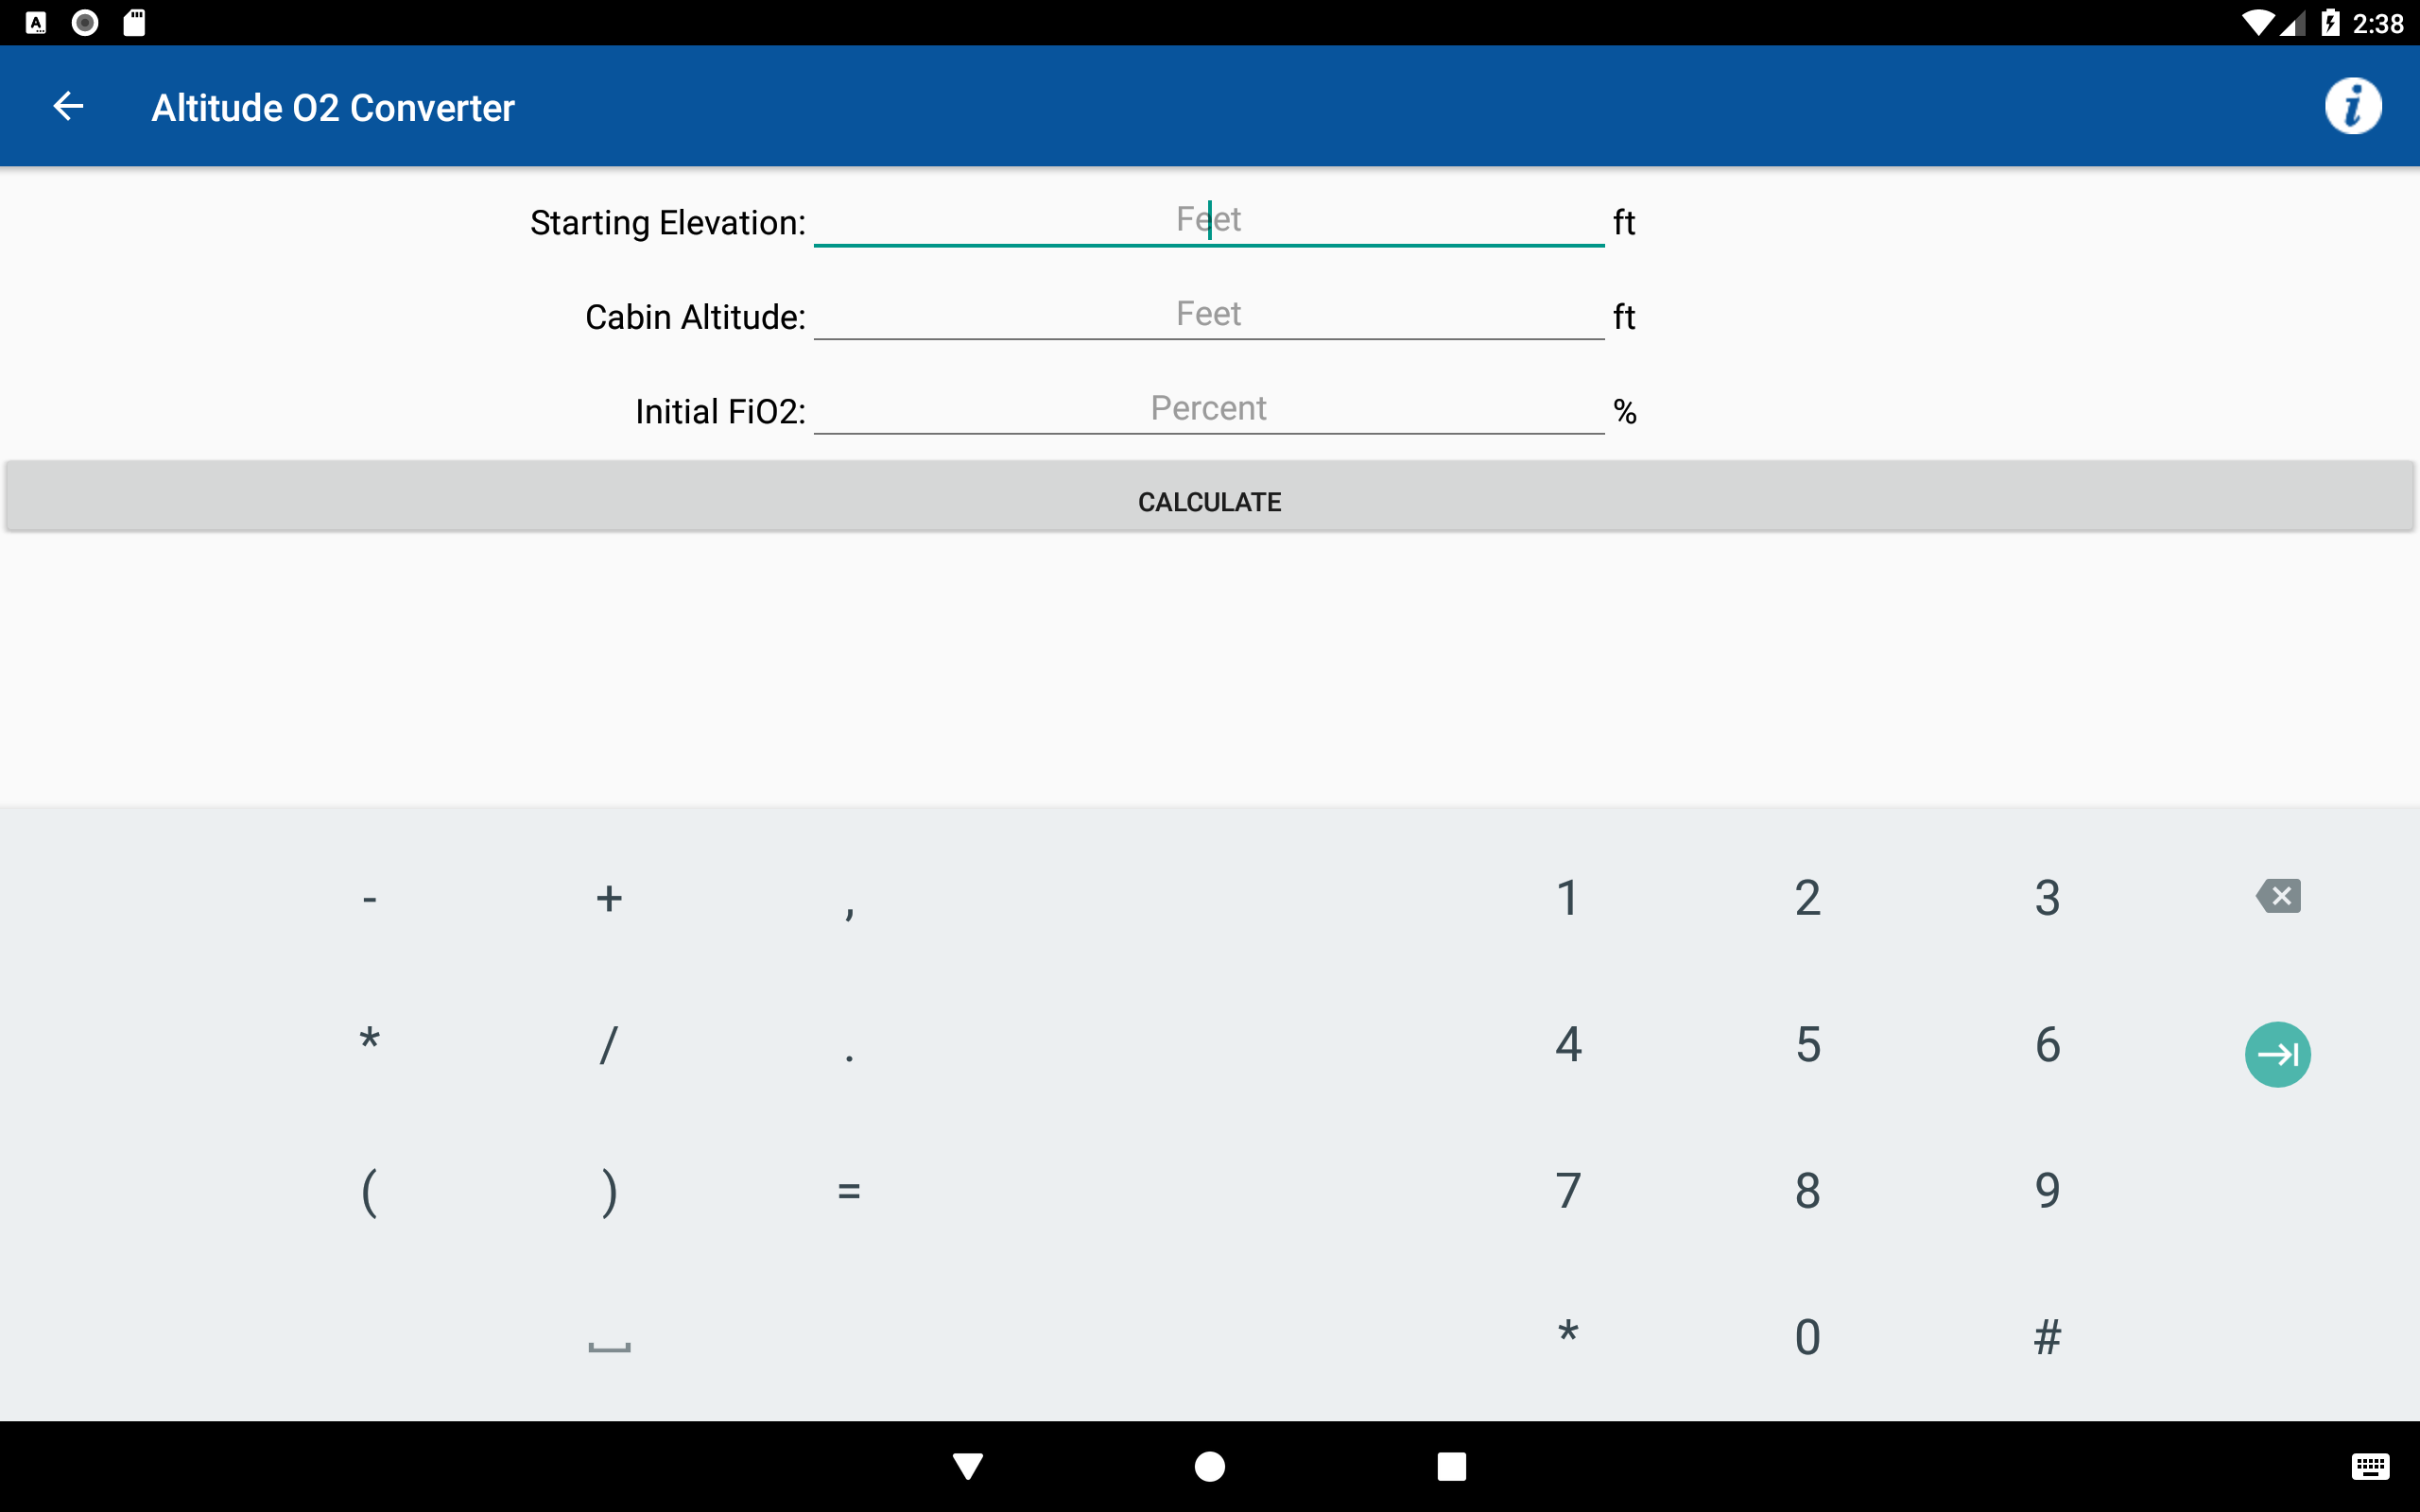 2:38
Altitude O2 Converter
Starting Elevation: Feet ft
Cabin Altitude: Feet ft
Initial FiO2: Percent %
CALCULATE
- + , 1 2 3
* / . 4 5 6
( ) = 7 8 9
* 0 #